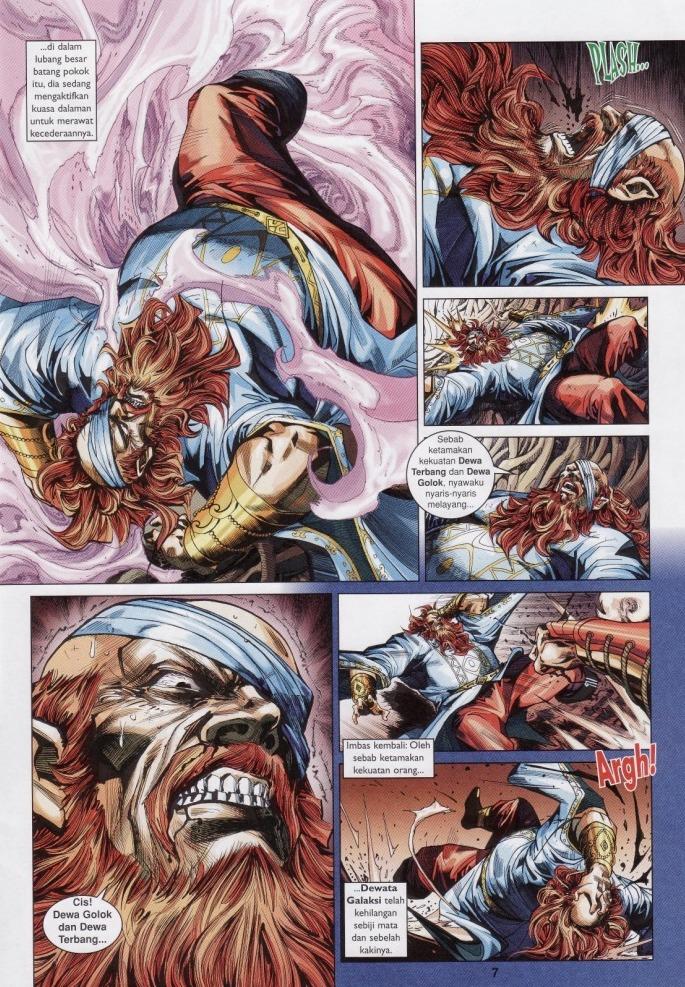 ...di dalam
lubang besar
batang pokok
itu, dia sedang
mengaktifkan
kuasa dalaman
untuk merawat
kecederaannya.
PLASH...
Sebab
ketamakan
kekuatan Dewa
Terbang dan Dewa
Golok, nyawaku
nyaris-nyaris
melayang...
Cis!
Dewa Golok
dan Dewa
Terbang...
Imbas kembali: Oleh
sebab ketamakan
kekuatan orang...
Argh!
...Dewata
Galaksi telah
kehilangan
sebiji mata
dan sebelah
kakinya.
7